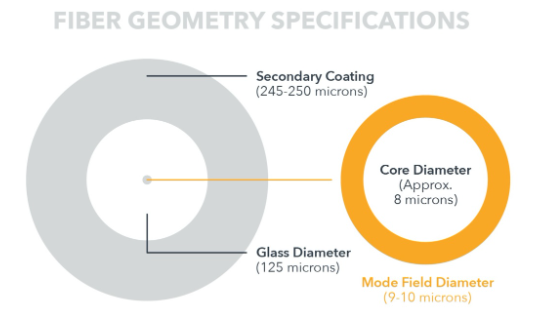 FIBER GEOMETRY SPECIFICATIONS
Secondary Coating
(245-250 microns)
Core Diameter
(Approx.
8 microns)
Glass Diameter
(125 microns)
Mode Field Diameter
(9-10 microns)